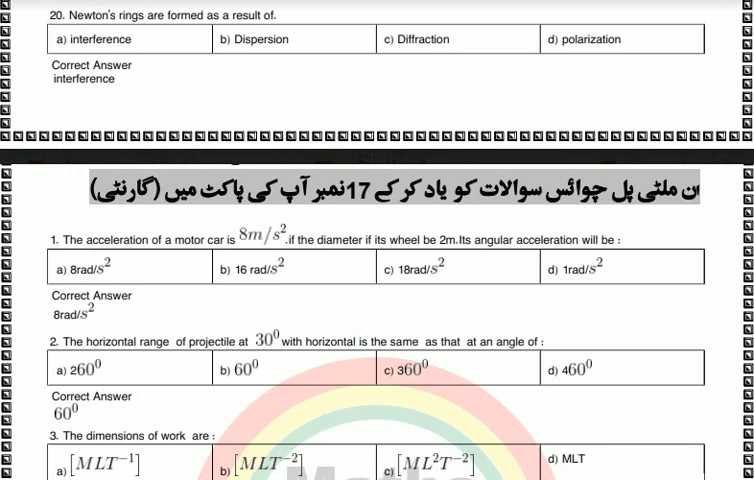 20. Newton's rings are formed as a result of.
a) interference b) Dispersion c) Diffraction d) polarization
Correct Answer
interference
ان ملٹی پل چوائس سوالات کو یاد کر کے 17نمبر آپ کی پاکٹ میں (گارنٹی)
1. The acceleration of a motor car is 8m/s².if the diameter if its wheel be 2m.Its angular acceleration will be :
a) 8rad/s² b) 16 rad/s² c) 18rad/s² d) 1rad/s²
Correct Answer
8rad/s²
2. The horizontal range of projectile at 30⁰ with horizontal is the same as that at an angle of :
a) 260⁰ b) 60⁰ c) 360⁰ d) 460⁰
Correct Answer
60⁰
3. The dimensions of work are :
a) [MLT⁻¹] b) [MLT⁻²] c) [ML²T⁻²] d) MLT
Maths